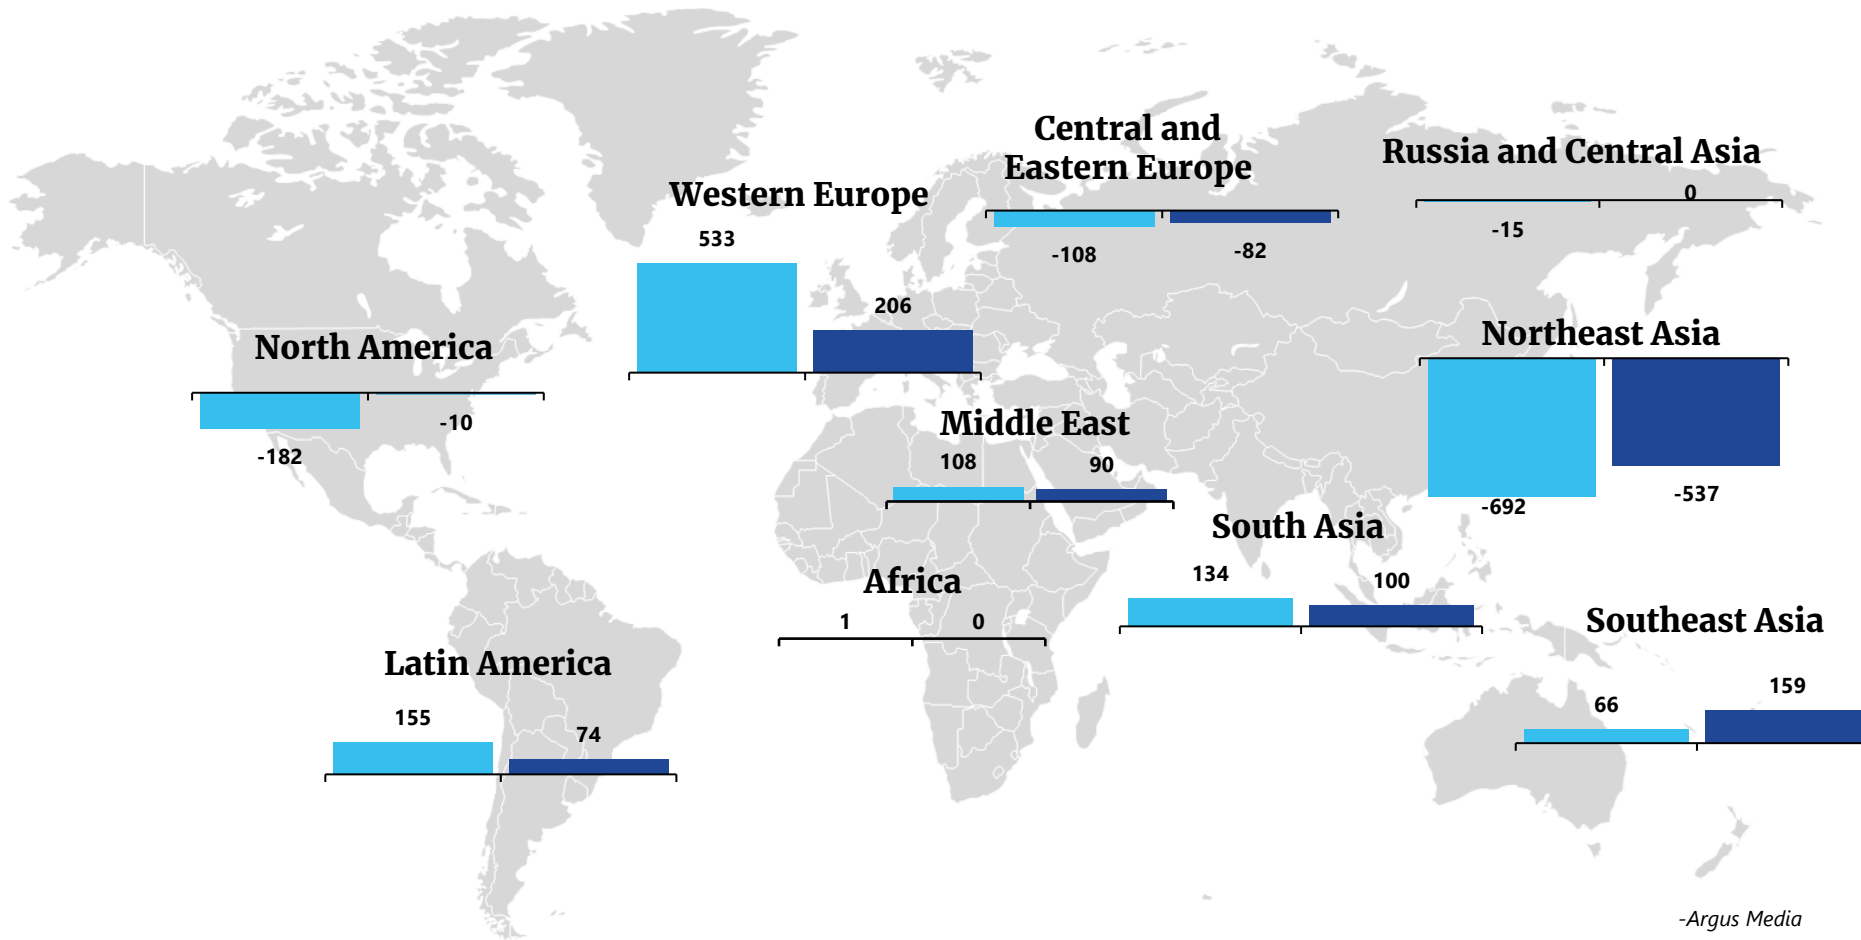 Central and
Eastern Europe
-108
-82
Russia and Central Asia
0
-15
Western Europe
533
206
North America
-182
-10
Northeast Asia
-692
-537
Middle East
108
90
South Asia
134
100
Africa
1
0
Southeast Asia
66
159
Latin America
155
74
-Argus Media